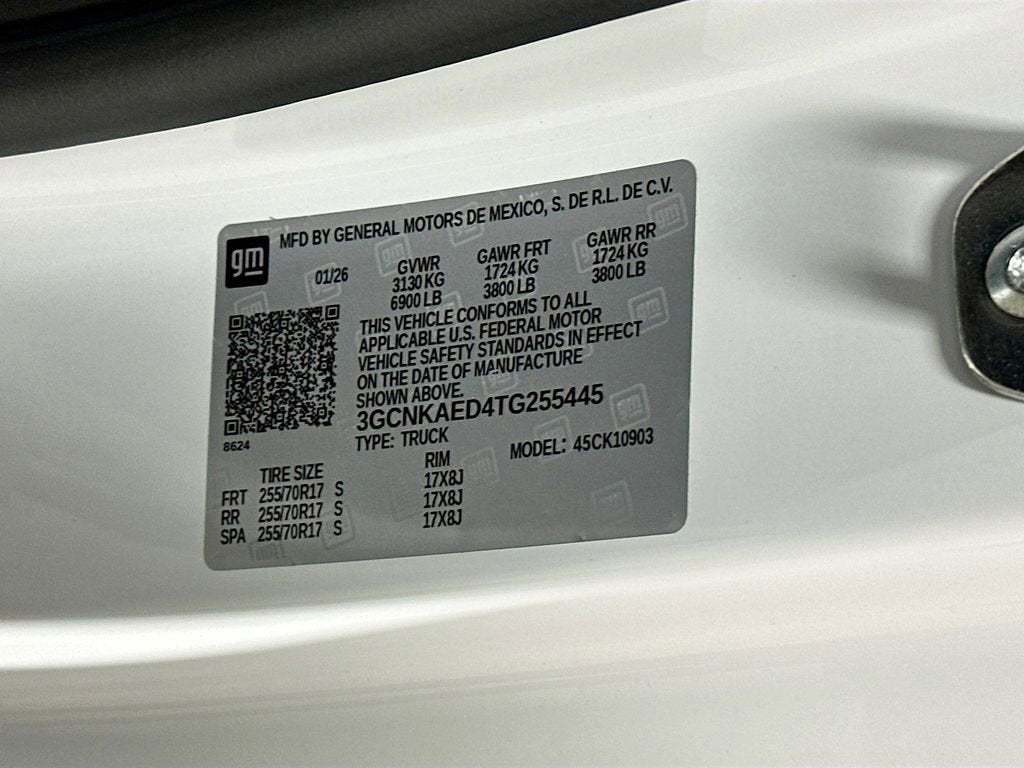 MFD BY GENERAL MOTORS DE MEXICO, S. DE R.L. DE C.V.
gm
01/26
GVWR GAWR FRT GAWR RR
3130 KG 1724 KG 1724 KG
6900 LB 3800 LB 3800 LB
THIS VEHICLE CONFORMS TO ALL
APPLICABLE U.S. FEDERAL MOTOR
VEHICLE SAFETY STANDARDS IN EFFECT
ON THE DATE OF MANUFACTURE
SHOWN ABOVE.
3GCNKAED4TG255445
8624
TYPE: TRUCK MODEL: 45CK10903
TIRE SIZE RIM
FRT 255/70R17 S 17X8J
RR 255/70R17 S 17X8J
SPA 255/70R17 S 17X8J